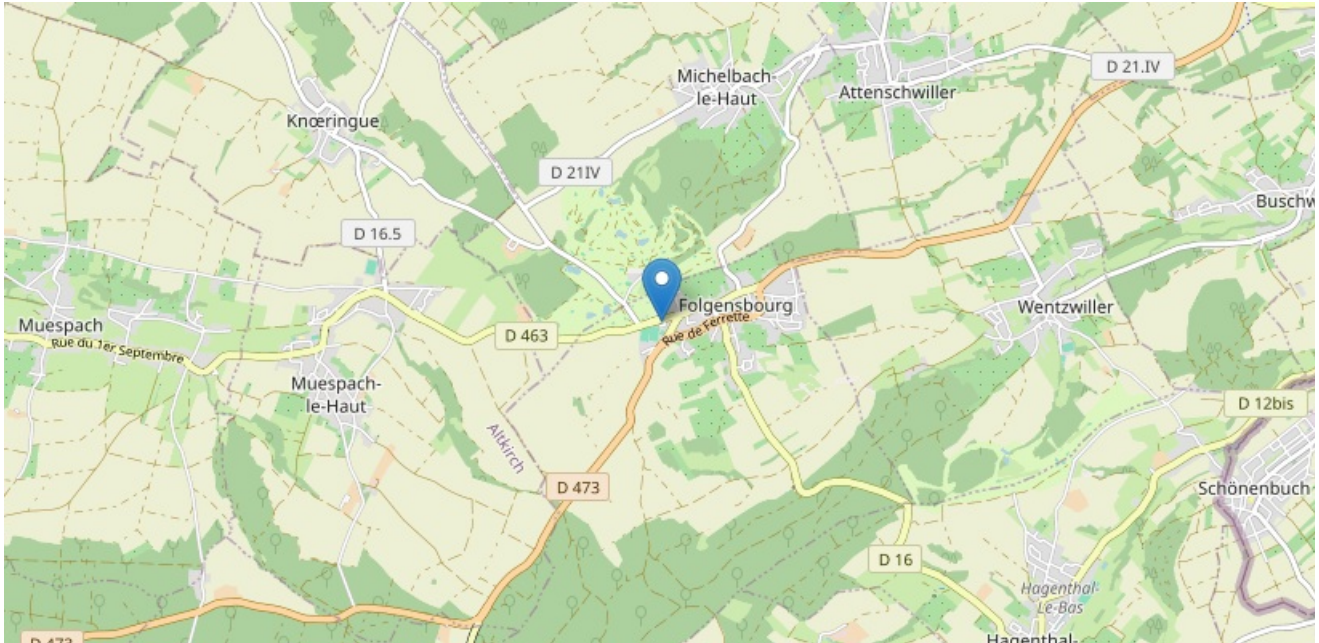 Michelbach-
le-Haut
Attenschwiller
D 21.IV
Knœringue
D 21IV
Buschw
D 16.5
Folgensbourg
Wentzwiller
Muespach
Rue du 1er Septembre
D 463
Rue de Ferrette
Muespach-
le-Haut
D 12bis
Altkirch
D 473
Schönenbuch
D 16
Hagenthal-
Le-Bas
Hagenthal-
D 473